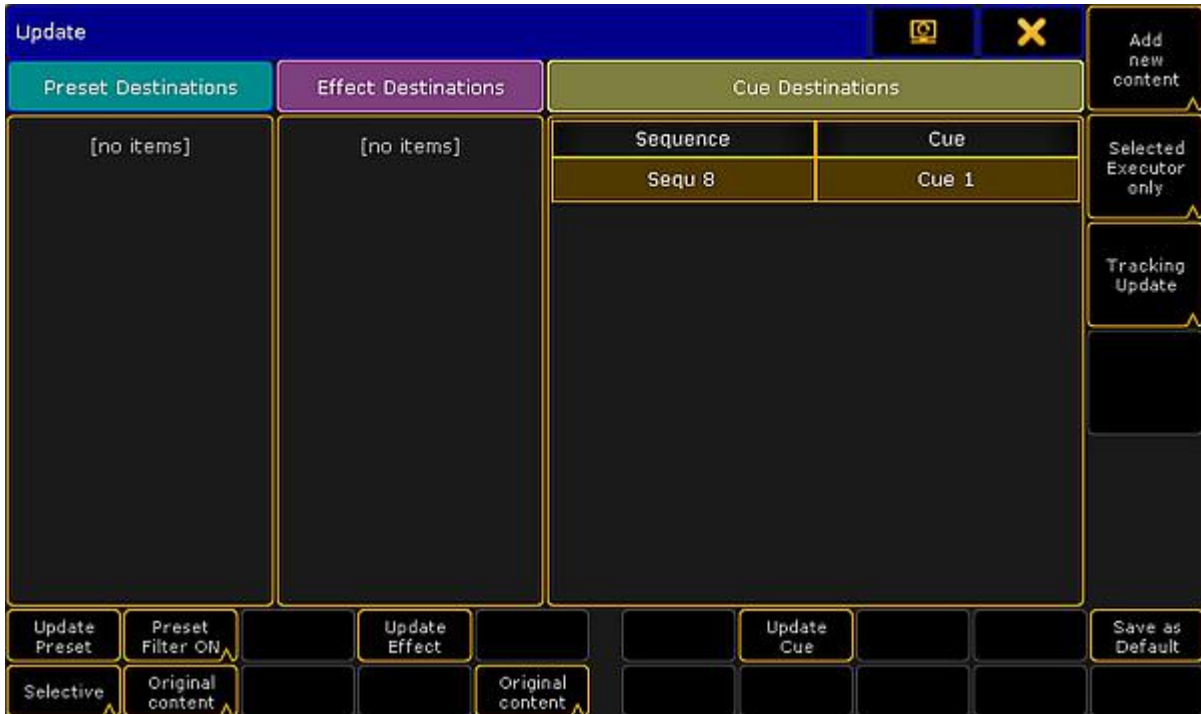 Update
Preset Destinations
Effect Destinations
Cue Destinations
[no items]
[no items]
Sequence
Cue
Sequ 8
Cue 1
Add
new
content
Selected
Executor
only
Tracking
Update
Update
Preset
Preset
Filter ON
Update
Effect
Update
Cue
Save as
Default
Selective
Original
content
Original
content